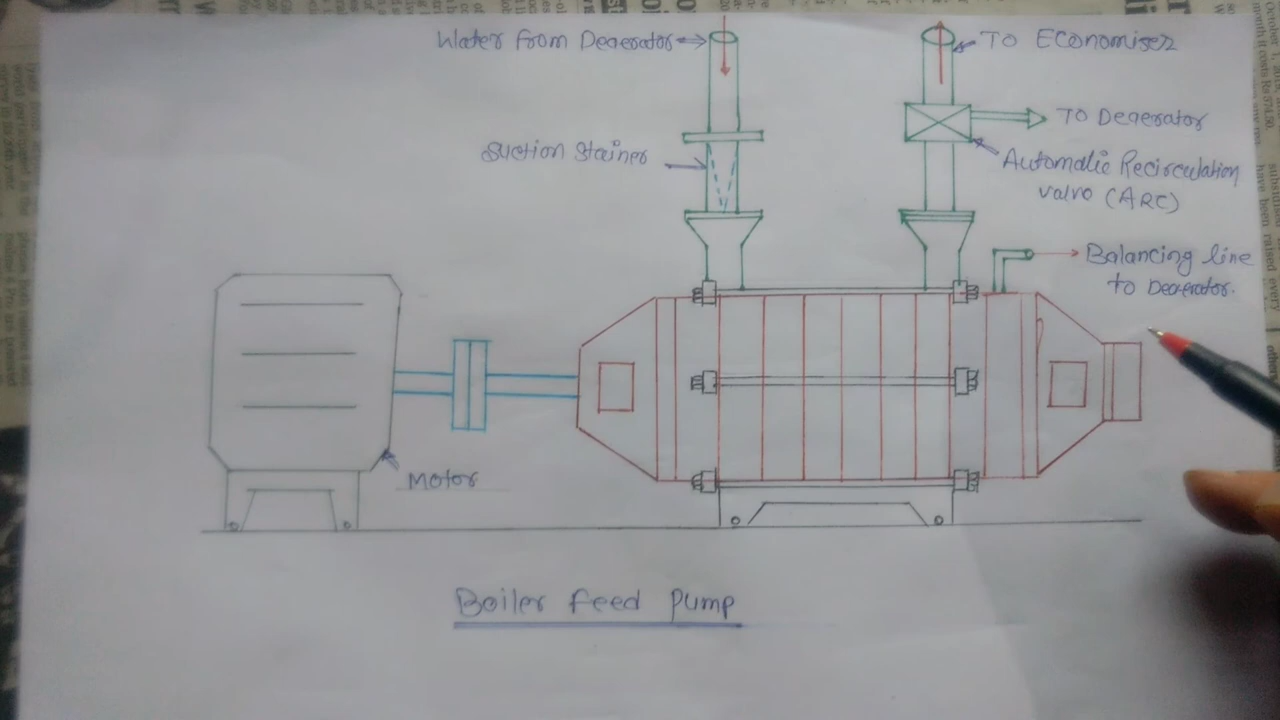 Water from Deaerator
TO Economiser
TO Deaerator
Suction Stainer
Automatic Recirculation
valve (ARC)
Balancing line
to Deaerator.
Motor
Boiler feed pump